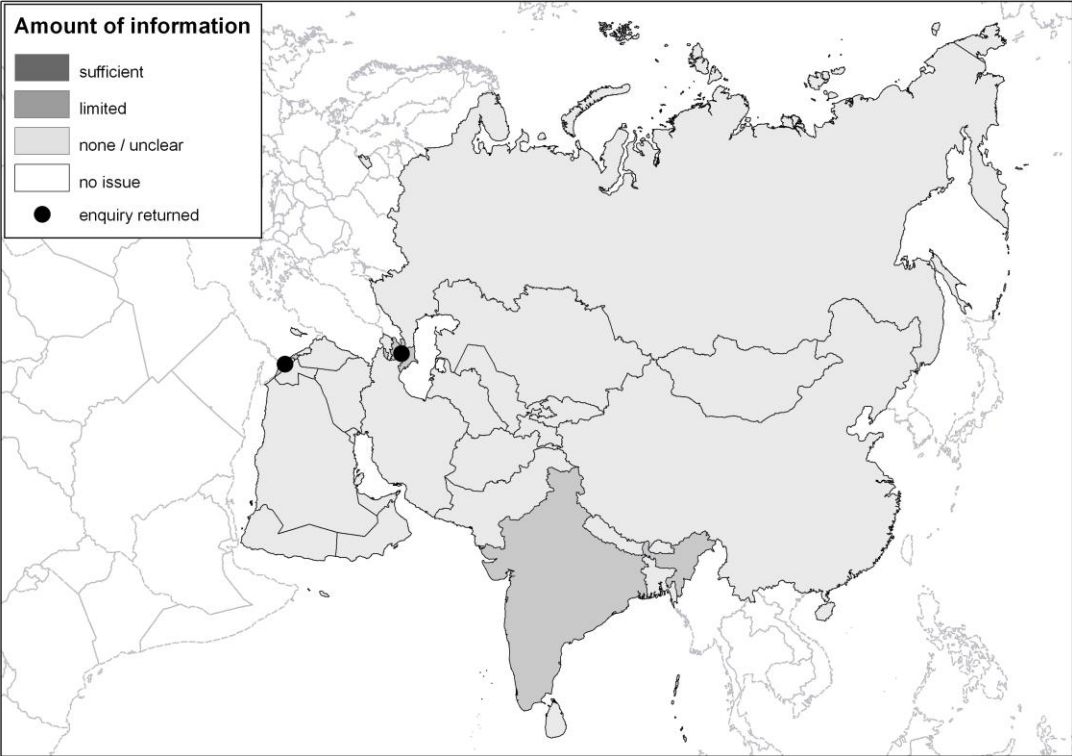 Amount of information
sufficient
limited
none / unclear
no issue
enquiry returned